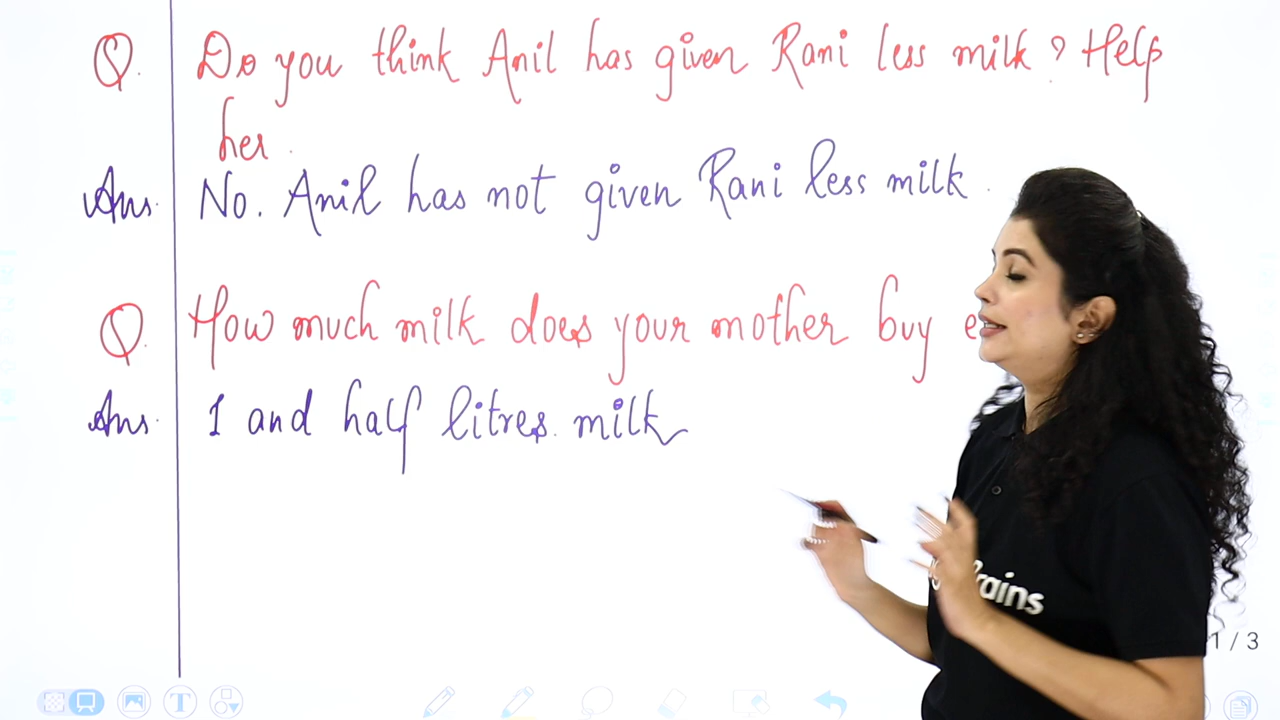 Q. Do you think Anil has given Rani less milk? Help
her.
Ans. No. Anil has not given Rani less milk.
Q. How much milk does your mother buy
Ans. 1 and half litres milk
rains
1 / 3
T